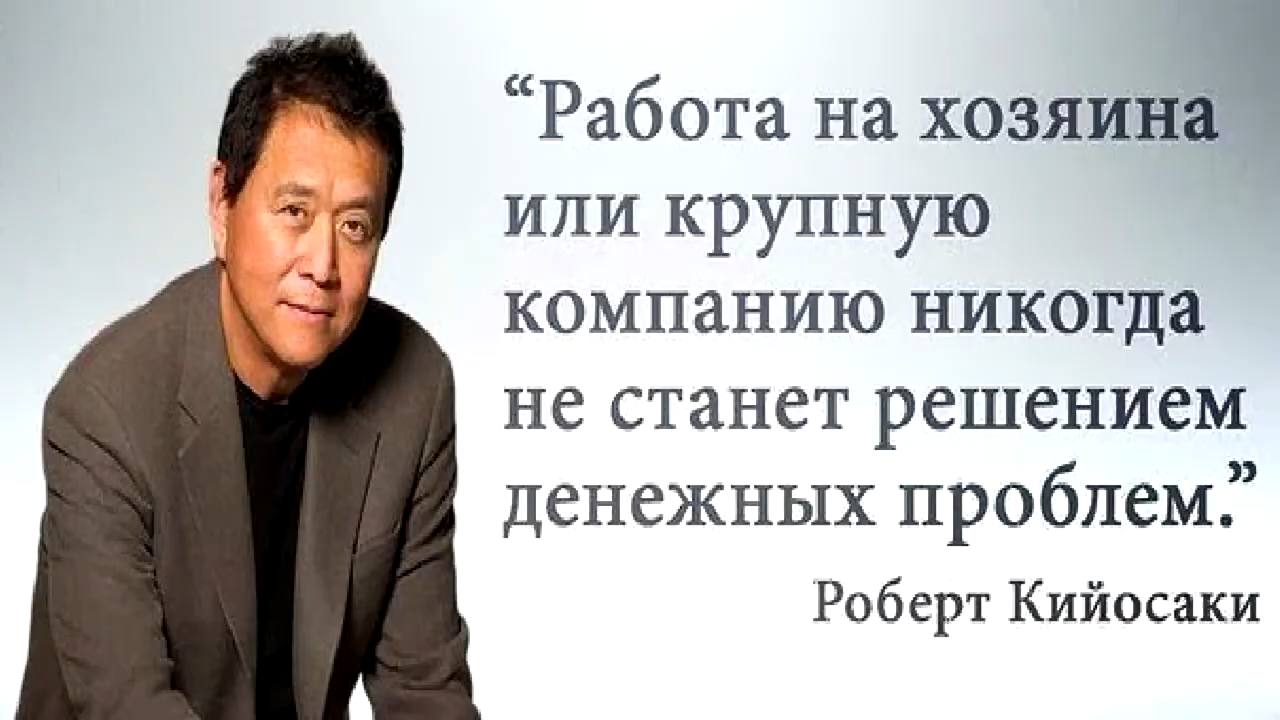 “Работа на хозяина
или крупную
компанию никогда
не станет решением
денежных проблем.”
Роберт Кийосаки